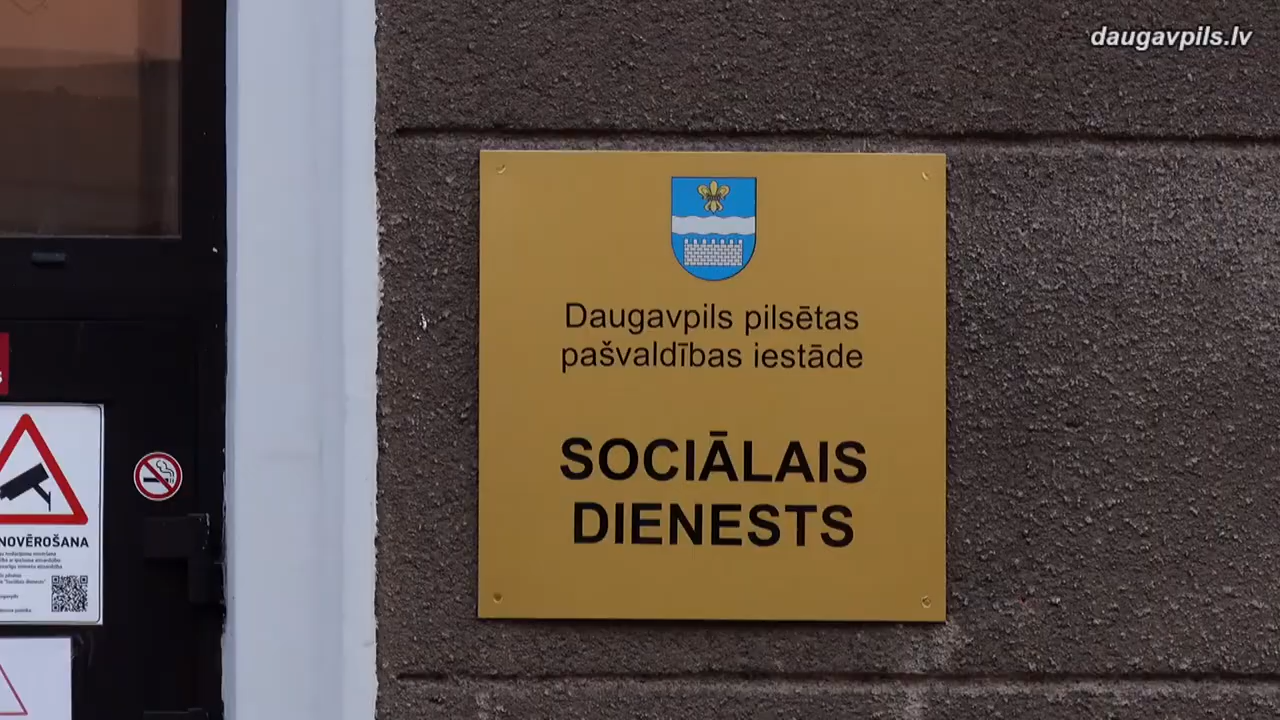 daugavpils.lv
Daugavpils pilsētas
pašvaldības iestāde
SOCIĀLAIS
DIENESTS
NOVĒROŠANA